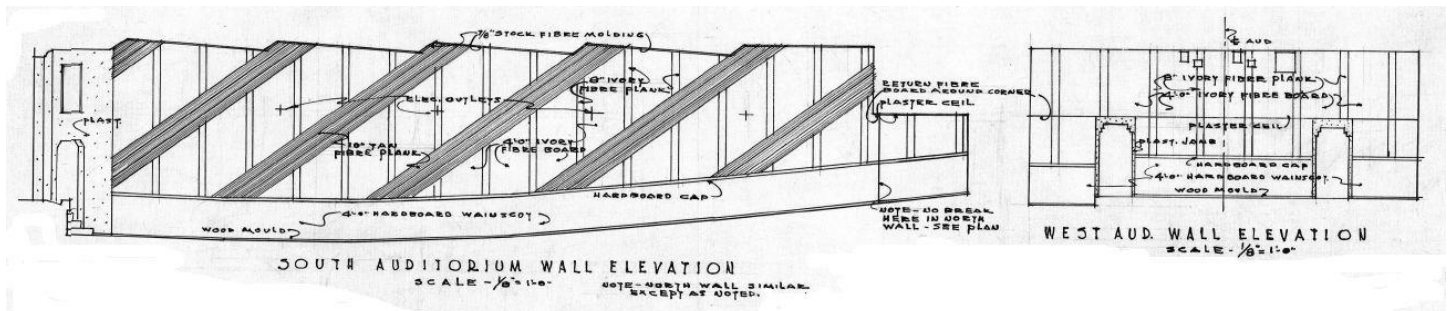 7/8" STOCK FIBRE MOLDING
8" IVORY
FIBRE PLANK
ELEC. OUTLETS
PLAST.
10" TAN
FIBRE PLANK
4'-0" IVORY
FIBRE BOARD
RETURN FIBRE
BOARD AROUND CORNER
PLASTER CEIL
HARDBOARD CAP
4'-0" HARDBOARD WAINSCOT
WOOD MOULD
NOTE-NO BREAK
HERE IN NORTH
WALL-SEE PLAN
SOUTH AUDITORIUM WALL ELEVATION
SCALE - 1/8" = 1'-0"
NOTE-NORTH WALL SIMILAR
EXCEPT AS NOTED.
℄ AUD
8" IVORY FIBRE PLANK
4'-0" IVORY FIBRE BOARD
PLASTER CEIL
PLAST. JAMB
HARDBOARD CAP
4'-0" HARDBOARD WAINSCOT
WOOD MOULD
WEST AUD. WALL ELEVATION
SCALE - 1/8" = 1'-0"